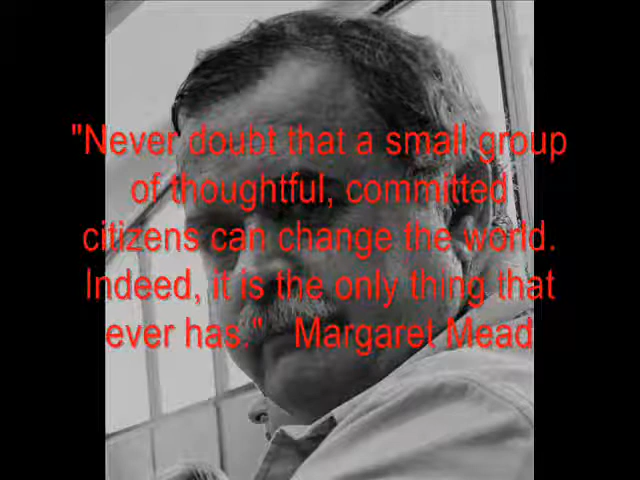 "Never doubt that a small group
of thoughtful, committed
citizens can change the world.
Indeed, it is the only thing that
ever has."   Margaret Mead